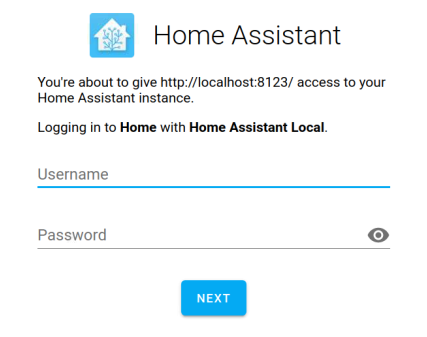 Home Assistant
You're about to give http://localhost:8123/ access to your
Home Assistant instance.
Logging in to Home with Home Assistant Local.
Username
Password
NEXT